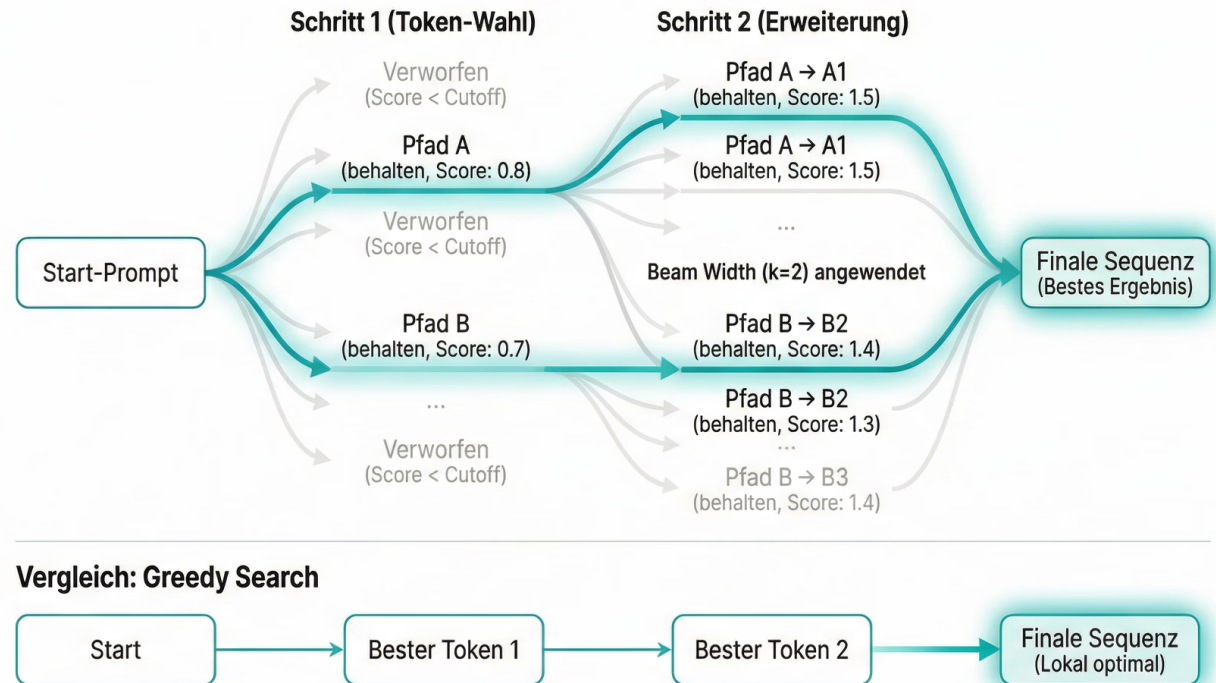 Schritt 1 (Token-Wahl)
Schritt 2 (Erweiterung)
Start-Prompt
Verworfen
(Score < Cutoff)
Pfad A
(behalten, Score: 0.8)
Verworfen
(Score < Cutoff)
Pfad B
(behalten, Score: 0.7)
...
Verworfen
(Score < Cutoff)
Pfad A → A1
(behalten, Score: 1.5)
Pfad A → A1
(behalten, Score: 1.5)
...
Beam Width (k=2) angewendet
Pfad B → B2
(behalten, Score: 1.4)
Pfad B → B2
(behalten, Score: 1.3)
...
Pfad B → B3
(behalten, Score: 1.4)
Finale Sequenz
(Bestes Ergebnis)
Vergleich: Greedy Search
Start
Bester Token 1
Bester Token 2
Finale Sequenz
(Lokal optimal)